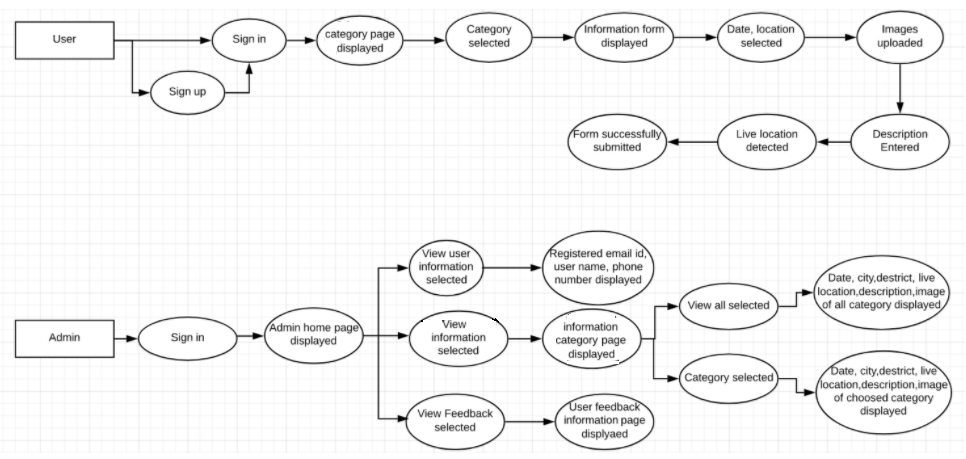 User
Sign in
category page
displayed
Category
selected
Information form
displayed
Date, location
selected
Images
uploaded
Sign up
Form successfully
submitted
Live location
detected
Description
Entered
View user
information
selected
Registered email id,
user name, phone
number displayed
Admin
Sign in
Admin home page
displayed
View
information
selected
information
category page
displayed
View all selected
Date, city,destrict, live
location,description,image
of all category displayed
Category selected
Date, city,destrict, live
location,description,image
of choosed category
displayed
View Feedback
selected
User feedback
information page
displyaed